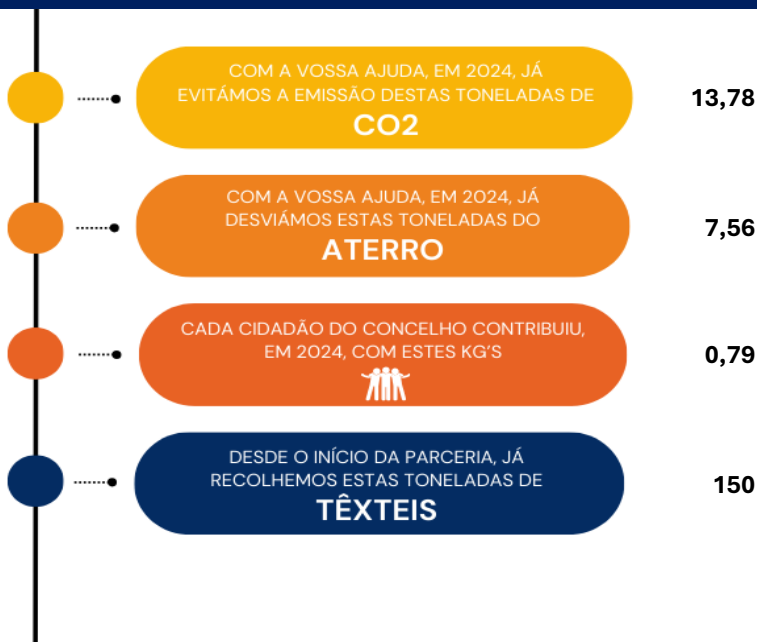 COM A VOSSA AJUDA, EM 2024, JÁ
EVITÁMOS A EMISSÃO DESTAS TONELADAS DE
CO2
13,78
COM A VOSSA AJUDA, EM 2024, JÁ
DESVIÁMOS ESTAS TONELADAS DO
ATERRO
7,56
CADA CIDADÃO DO CONCELHO CONTRIBUIU,
EM 2024, COM ESTES KG'S
0,79
DESDE O INÍCIO DA PARCERIA, JÁ
RECOLHEMOS ESTAS TONELADAS DE
TÊXTEIS
150